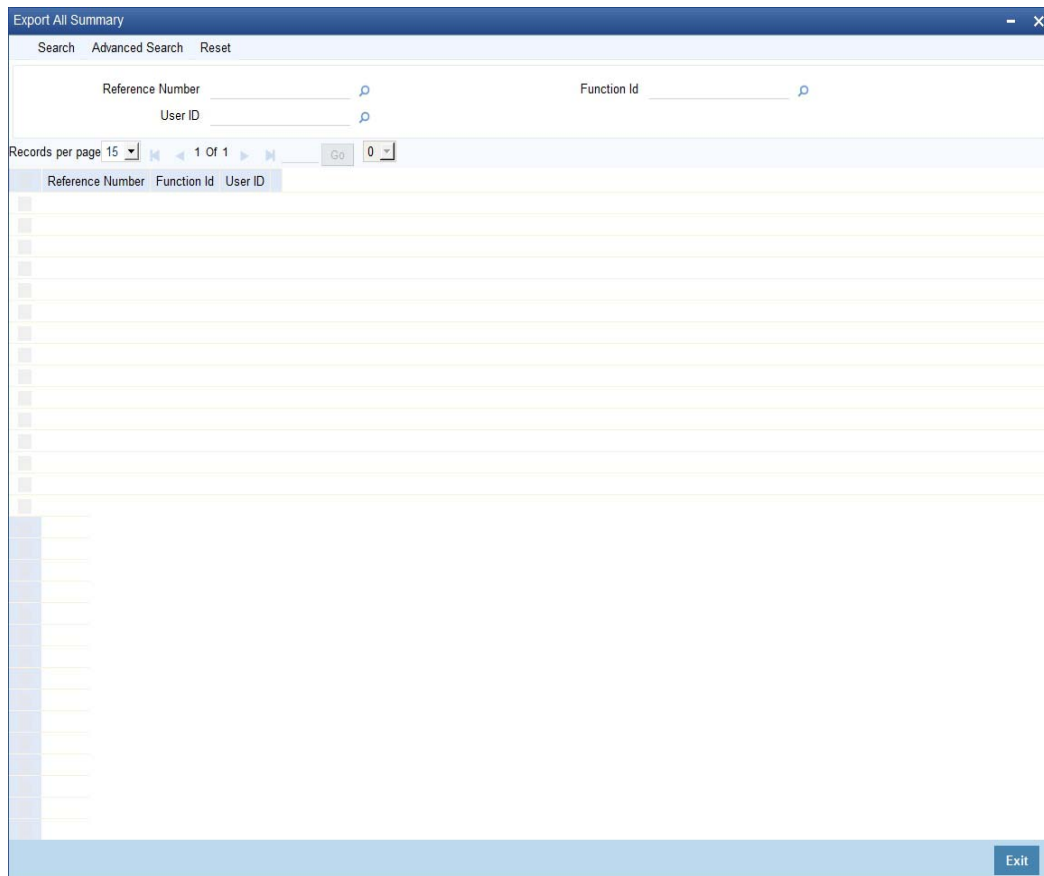 Export All Summary
Search Advanced Search Reset
Reference Number Function Id
User ID
Records per page 15 1 Of 1 Go 0
Reference Number Function Id User ID
Exit